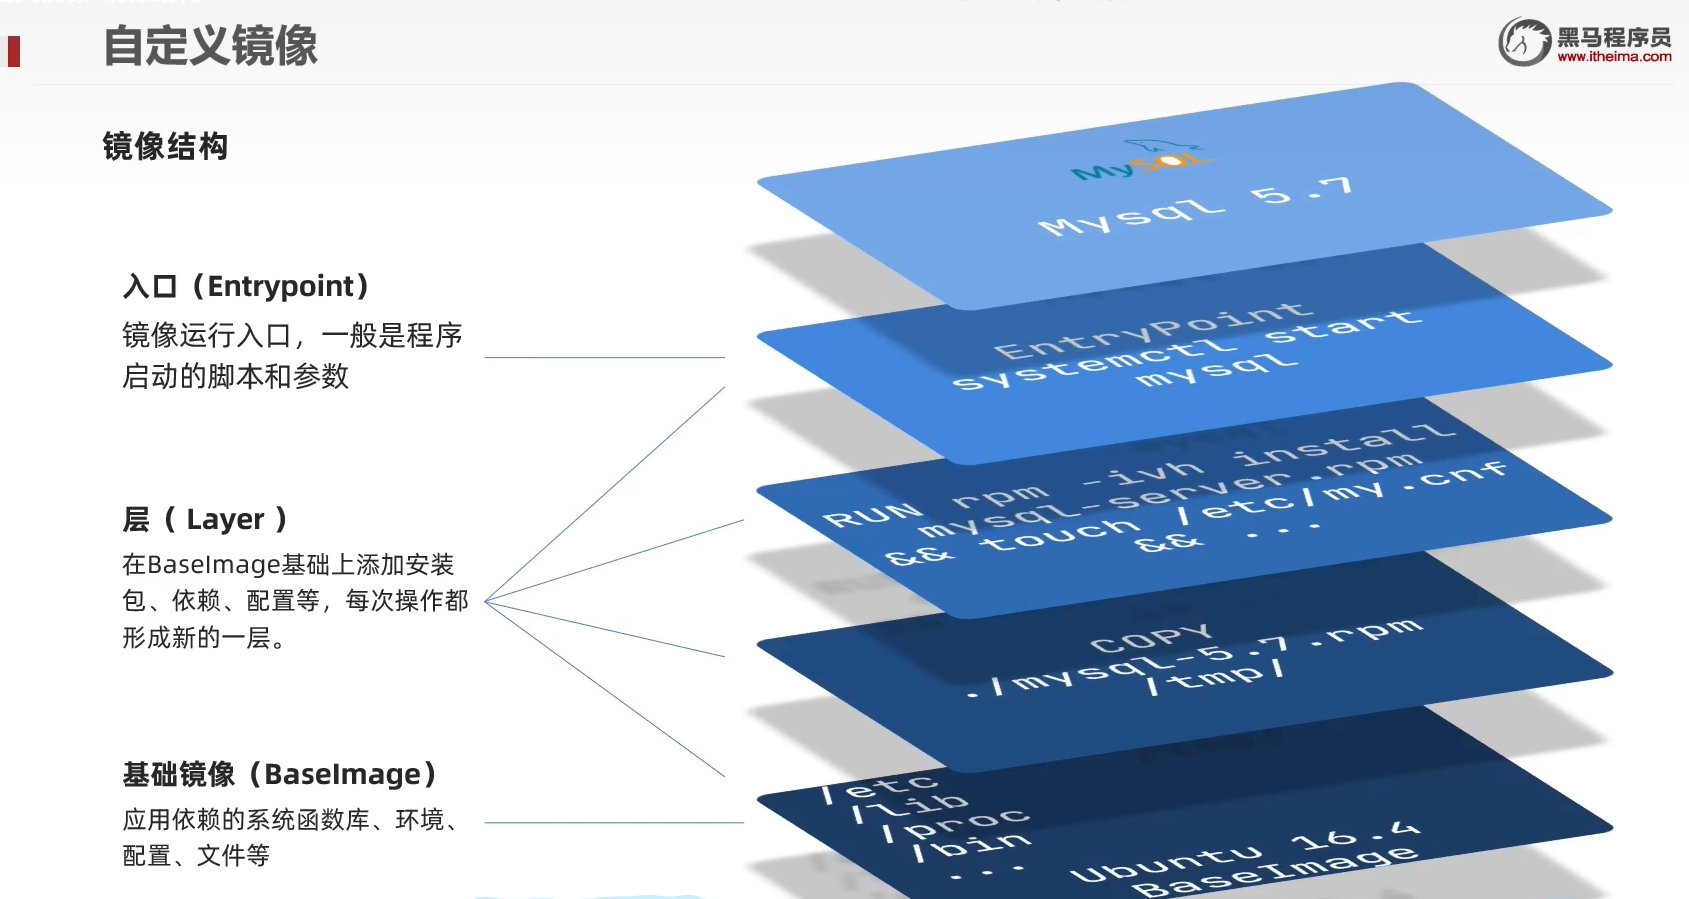 自定义镜像
黑马程序员
www.itheima.com
镜像结构
入口（Entrypoint）
镜像运行入口，一般是程序
启动的脚本和参数
层（ Layer ）
在BaseImage基础上添加安装
包、依赖、配置等，每次操作都
形成新的一层。
基础镜像（BaseImage）
应用依赖的系统函数库、环境、
配置、文件等
MySQL
Mysql 5.7
EntryPoint
systemctl start
mysql
RUN rpm -ivh install
mysql-server.rpm
&& touch /etc/my.cnf
&& ...
COPY
./mysql-5.7.rpm
/tmp/
/etc
/lib
/proc
/bin
...
Ubuntu 16.4
BaseImage